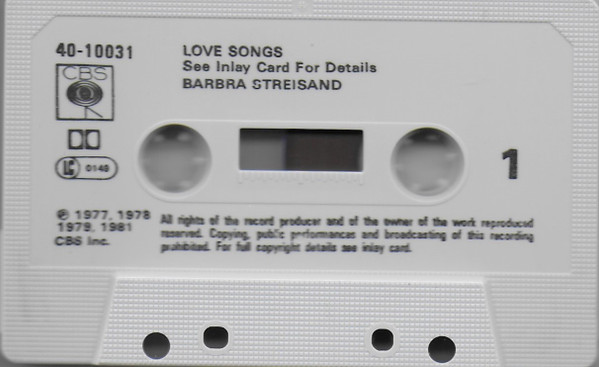 40-10031
LOVE SONGS
See Inlay Card For Details
BARBRA STREISAND
CBS
LC 0149
1
℗ 1977, 1978
1979, 1981
CBS Inc.
All rights of the record producer and of the owner of the work reproduced
reserved. Copying, public performances and broadcasting of this recording
prohibited. For full copyright details see inlay card.